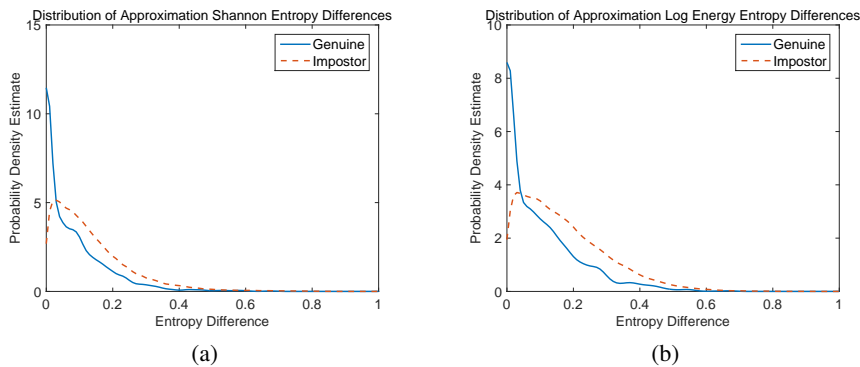 Distribution of Approximation Shannon Entropy Differences
15
10
5
0
Probability Density Estimate
Genuine
Impostor
0 0.2 0.4 0.6 0.8 1
Entropy Difference
(a)
Distribution of Approximation Log Energy Entropy Differences
10
8
6
4
2
0
Probability Density Estimate
Genuine
Impostor
0 0.2 0.4 0.6 0.8 1
Entropy Difference
(b)